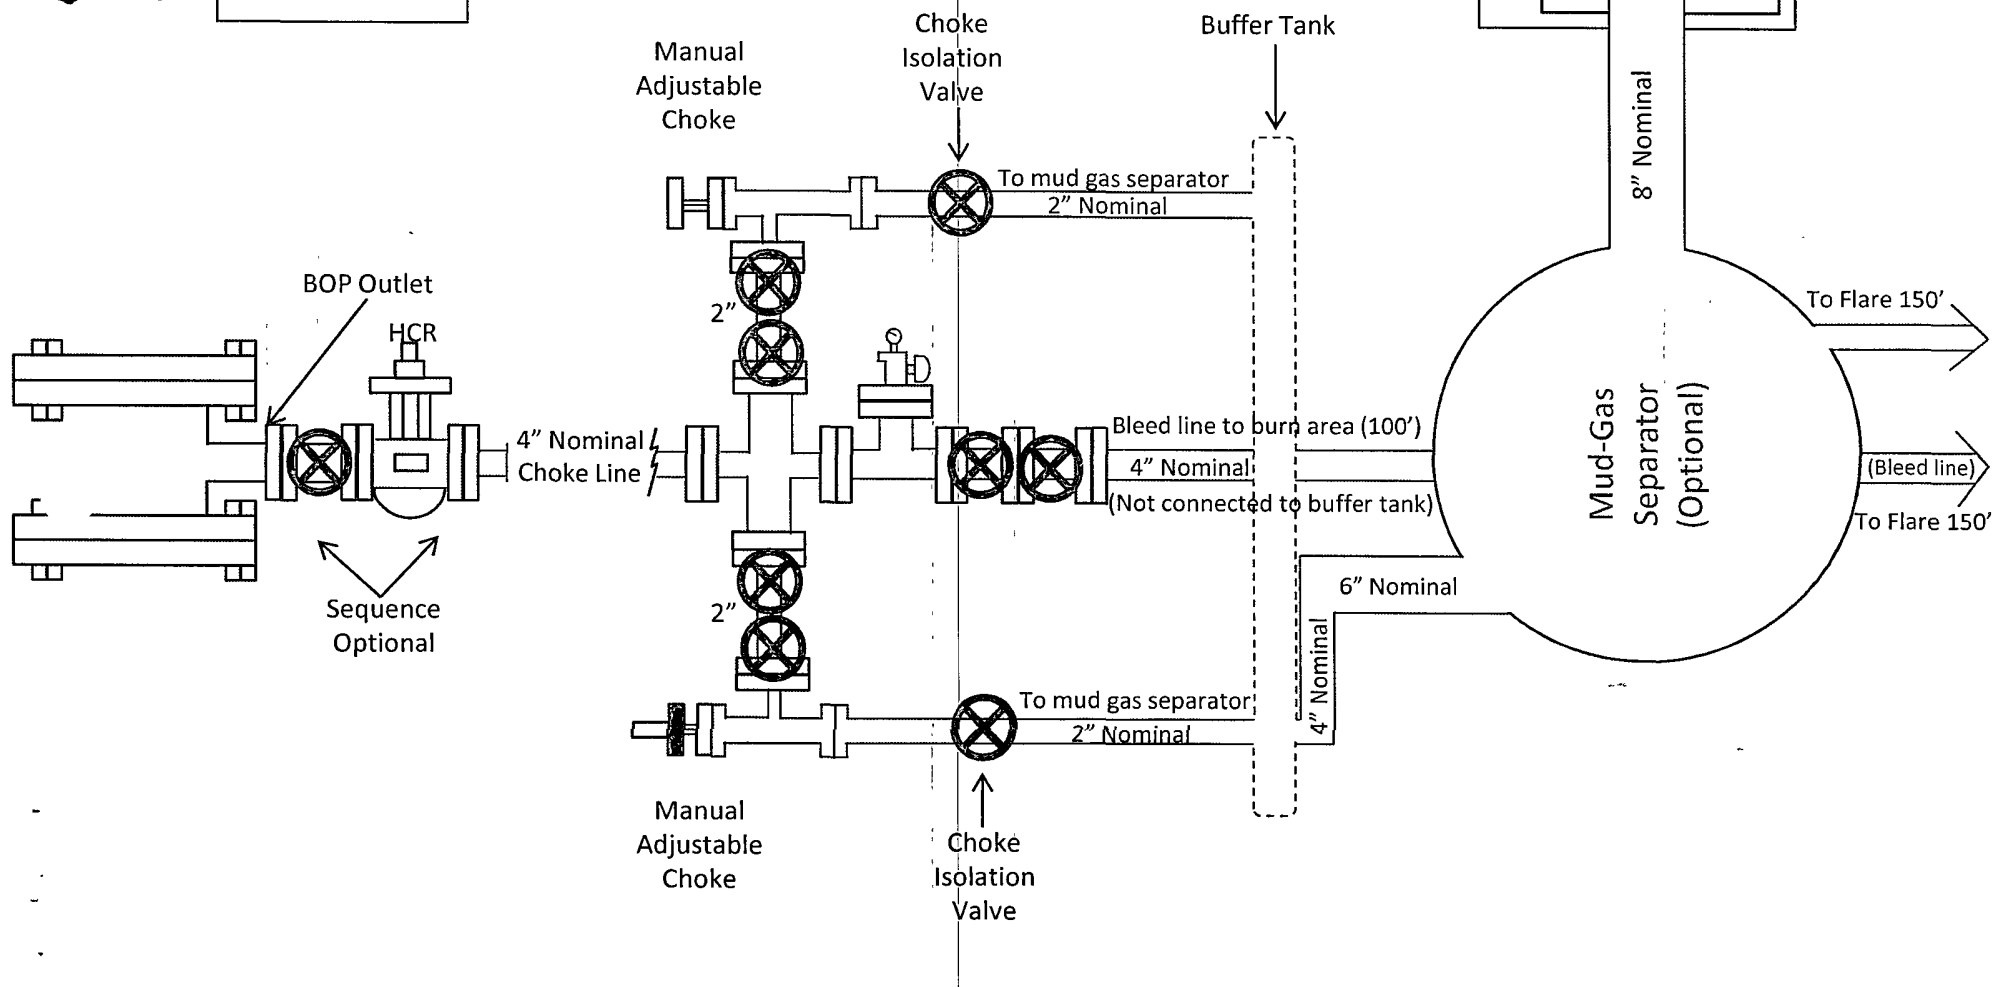 Choke
Isolation
Valve
Buffer Tank
Manual
Adjustable
Choke
8” Nominal
To mud gas separator
2” Nominal
BOP Outlet
HCR
2”
To Flare 150’
4” Nominal
Choke Line
Bleed line to burn area (100’)
4” Nominal
(Not connected to buffer tank)
Mud-Gas
Separator
(Optional)
(Bleed line)
To Flare 150’
Sequence
Optional
2”
6” Nominal
4” Nominal
To mud gas separator
2” Nominal
Manual
Adjustable
Choke
Choke
Isolation
Valve